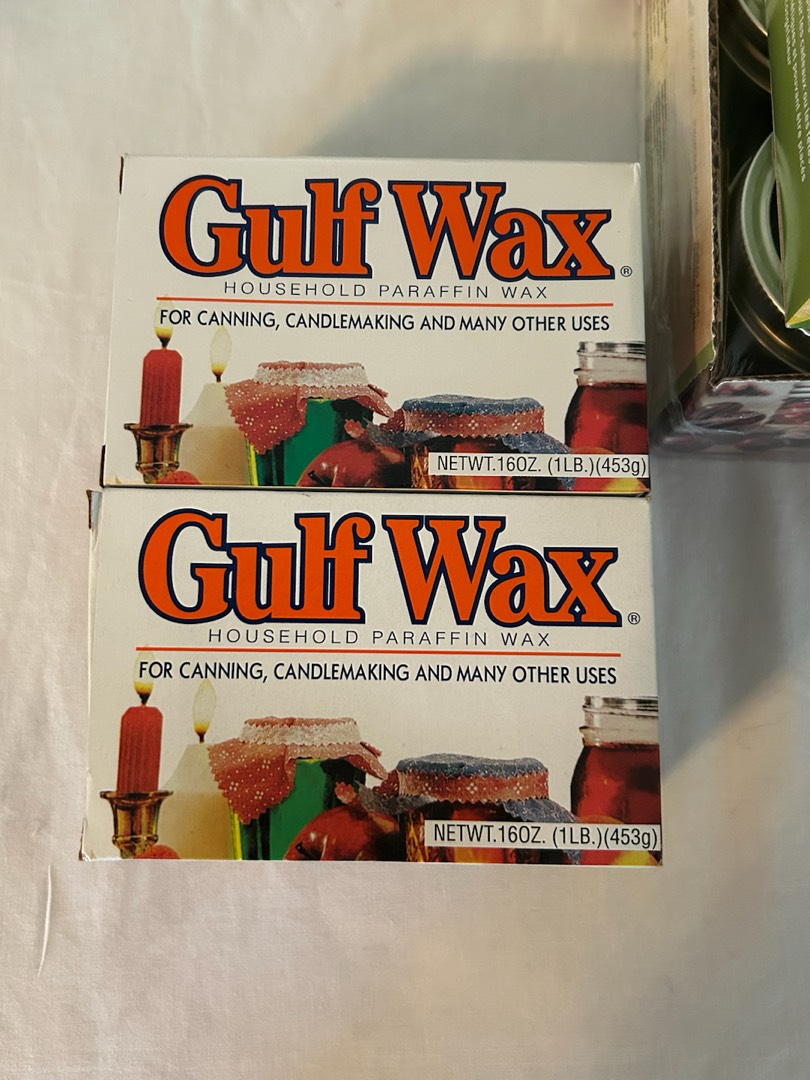 Gulf Wax®
HOUSEHOLD PARAFFIN WAX
FOR CANNING, CANDLEMAKING AND MANY OTHER USES
NETWT.16OZ. (1LB.)(453g)
Gulf Wax®
HOUSEHOLD PARAFFIN WAX
FOR CANNING, CANDLEMAKING AND MANY OTHER USES
NETWT.16OZ. (1LB.)(453g)